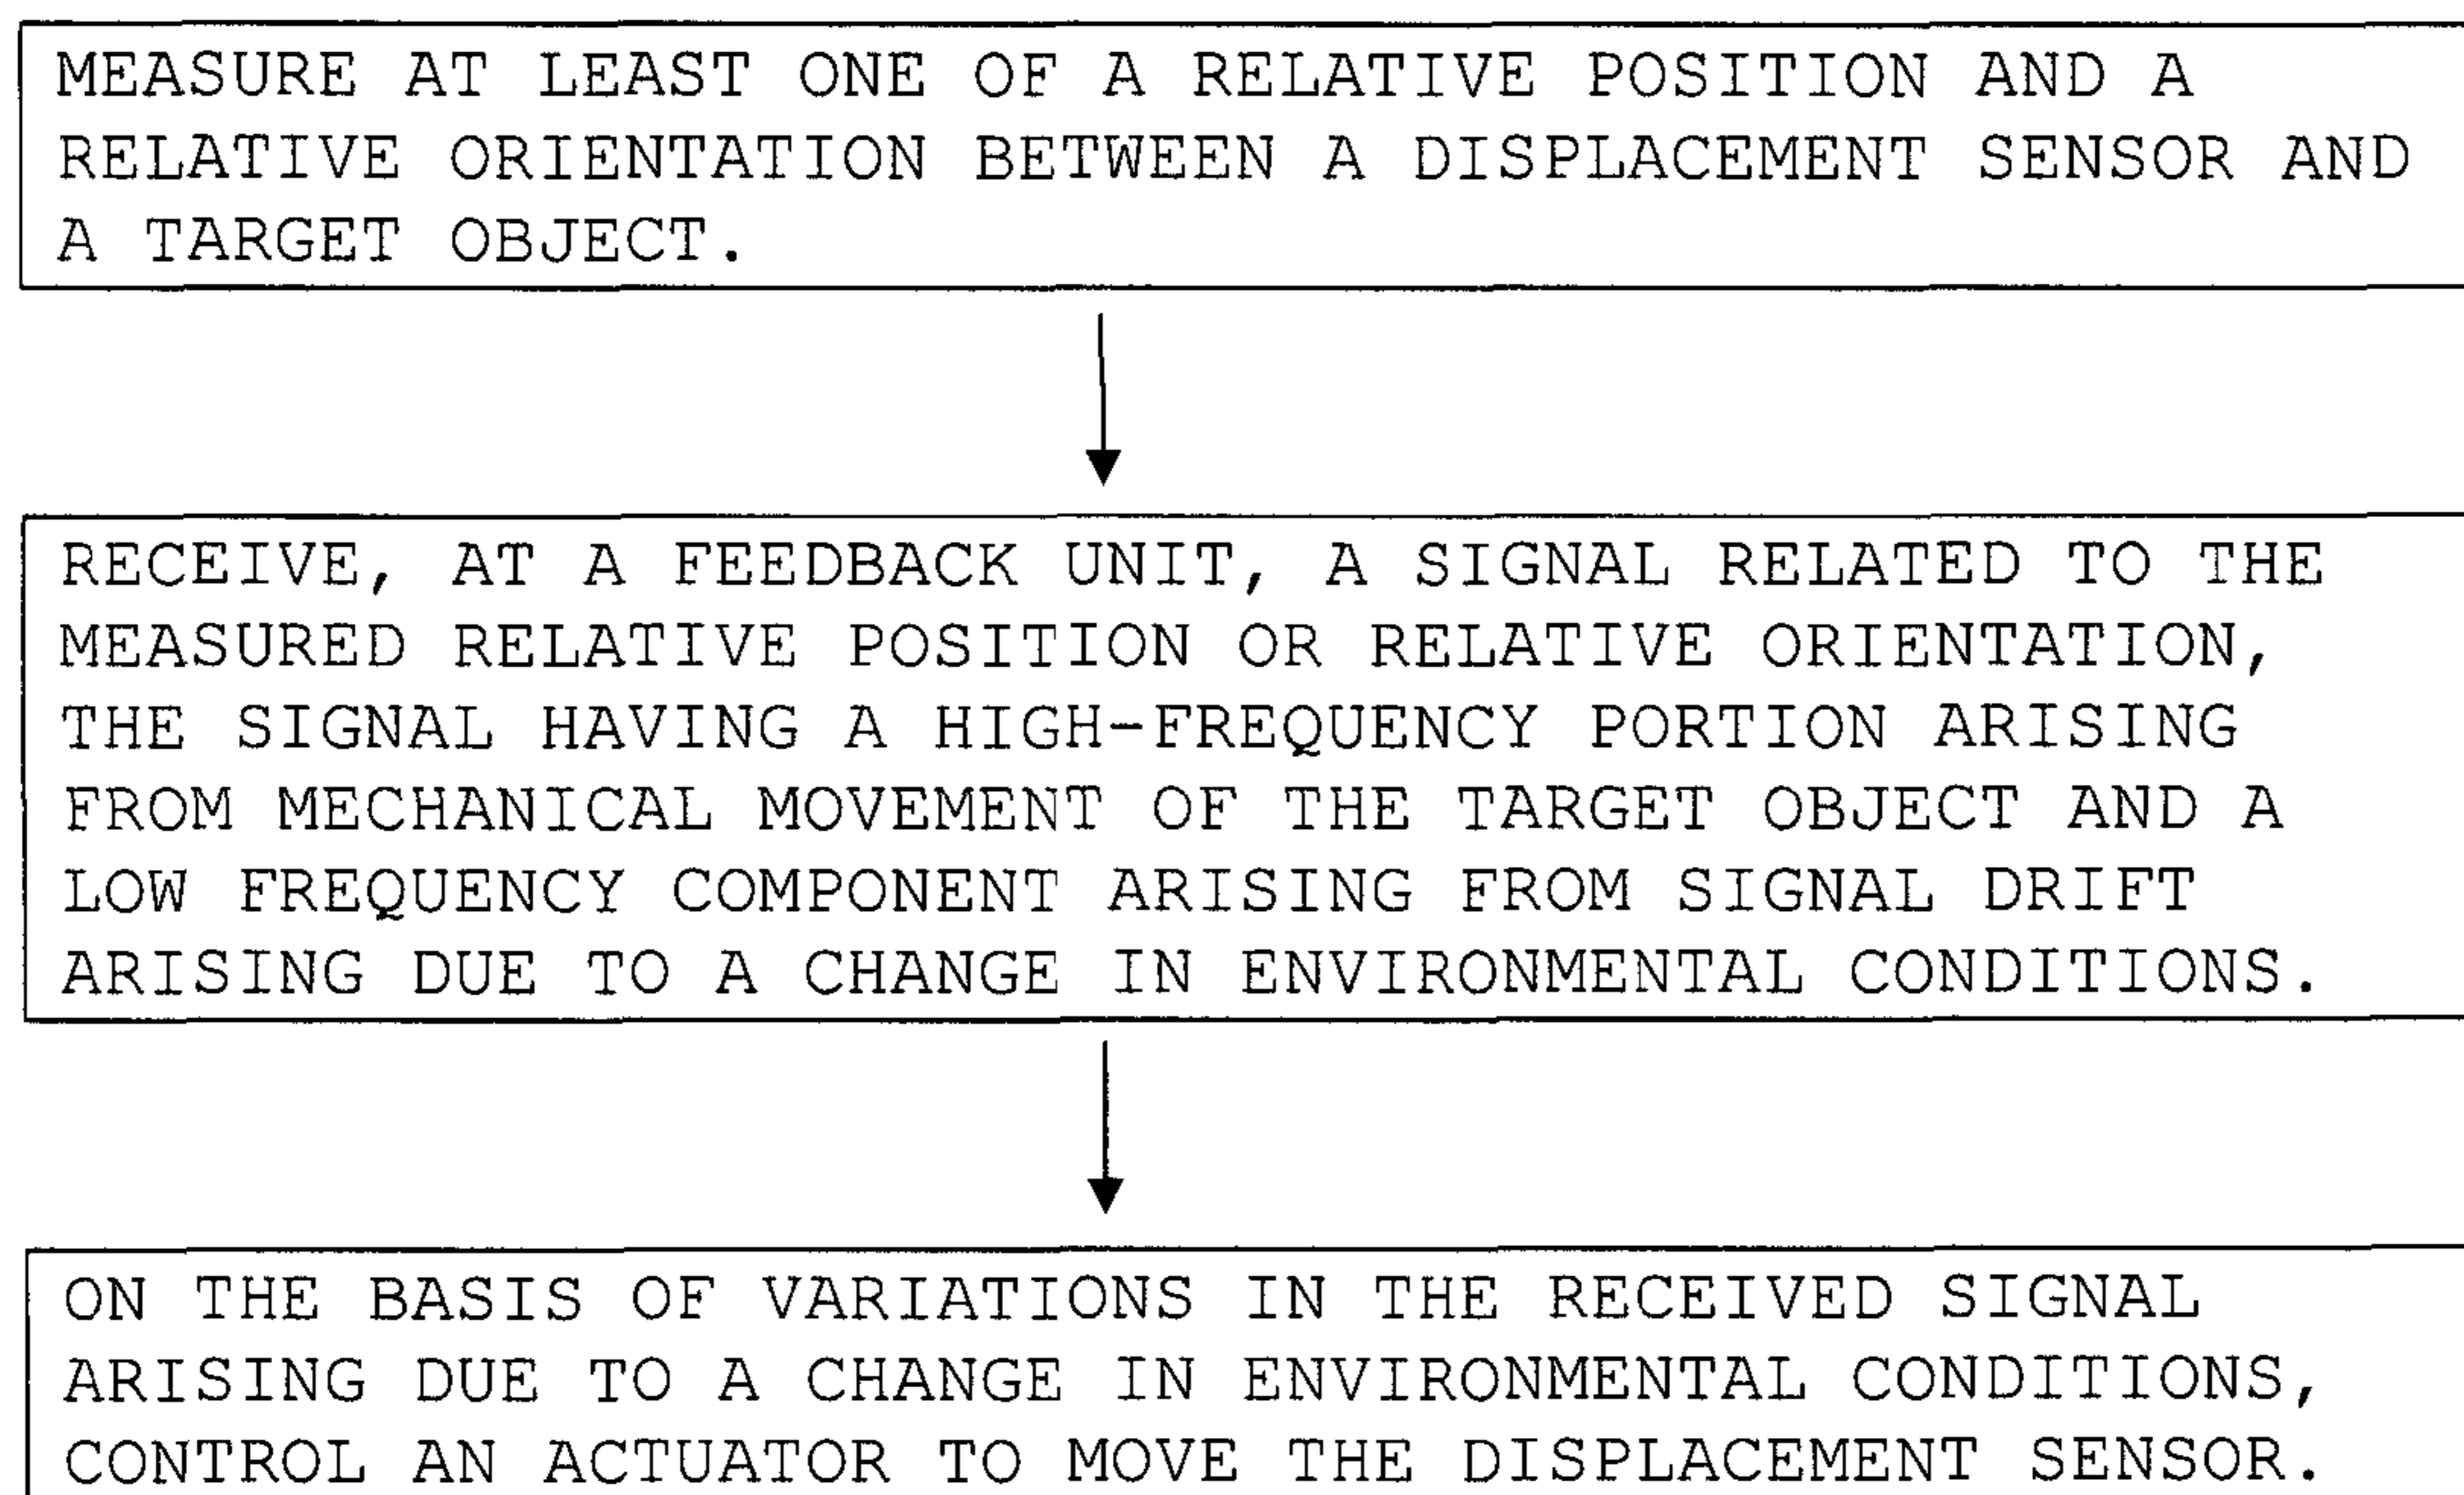 MEASURE AT LEAST ONE OF A RELATIVE POSITION AND A
RELATIVE ORIENTATION BETWEEN A DISPLACEMENT SENSOR AND
A TARGET OBJECT.
RECEIVE, AT A FEEDBACK UNIT, A SIGNAL RELATED TO THE
MEASURED RELATIVE POSITION OR RELATIVE ORIENTATION,
THE SIGNAL HAVING A HIGH-FREQUENCY PORTION ARISING
FROM MECHANICAL MOVEMENT OF THE TARGET OBJECT AND A
LOW FREQUENCY COMPONENT ARISING FROM SIGNAL DRIFT
ARISING DUE TO A CHANGE IN ENVIRONMENTAL CONDITIONS.
ON THE BASIS OF VARIATIONS IN THE RECEIVED SIGNAL
ARISING DUE TO A CHANGE IN ENVIRONMENTAL CONDITIONS,
CONTROL AN ACTUATOR TO MOVE THE DISPLACEMENT SENSOR.